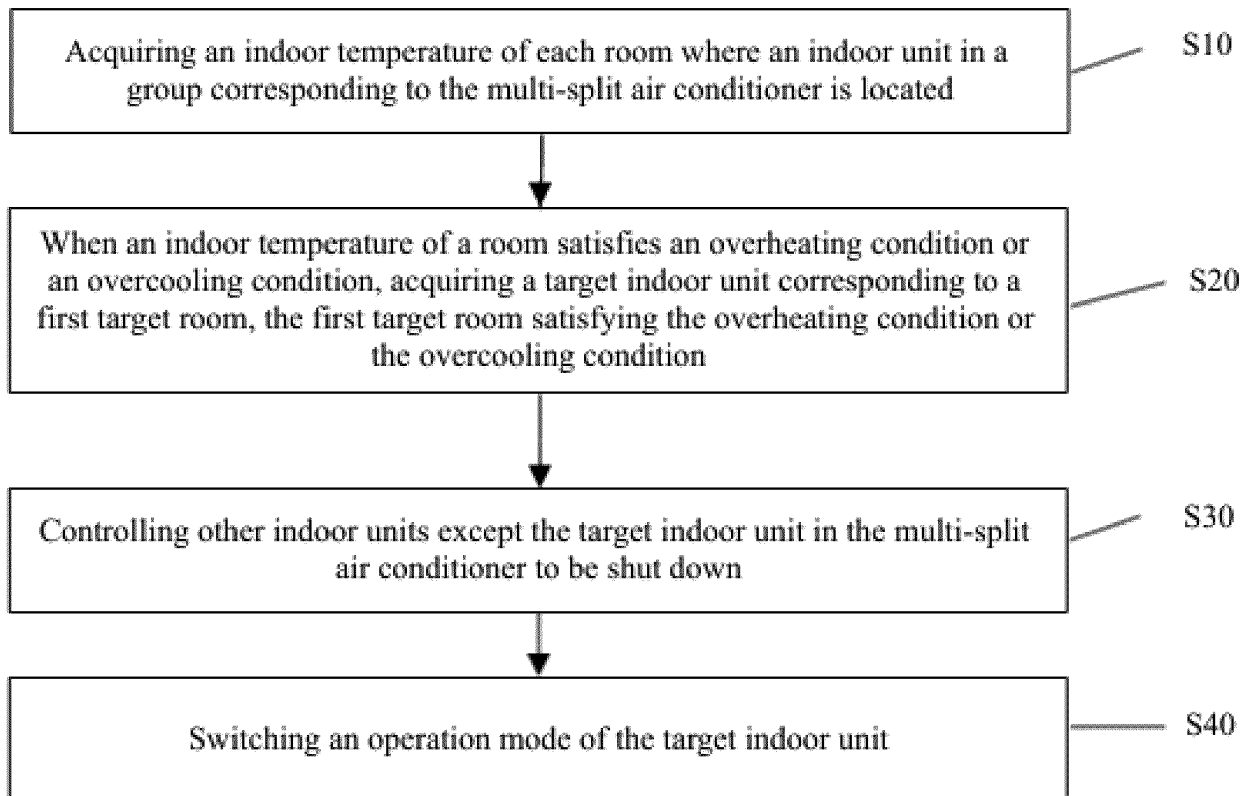 Acquiring an indoor temperature of each room where an indoor unit in a
group corresponding to the multi-split air conditioner is located
S10
When an indoor temperature of a room satisfies an overheating condition or
an overcooling condition, acquiring a target indoor unit corresponding to a
first target room, the first target room satisfying the overheating condition or
the overcooling condition
S20
Controlling other indoor units except the target indoor unit in the multi-split
air conditioner to be shut down
S30
Switching an operation mode of the target indoor unit
S40